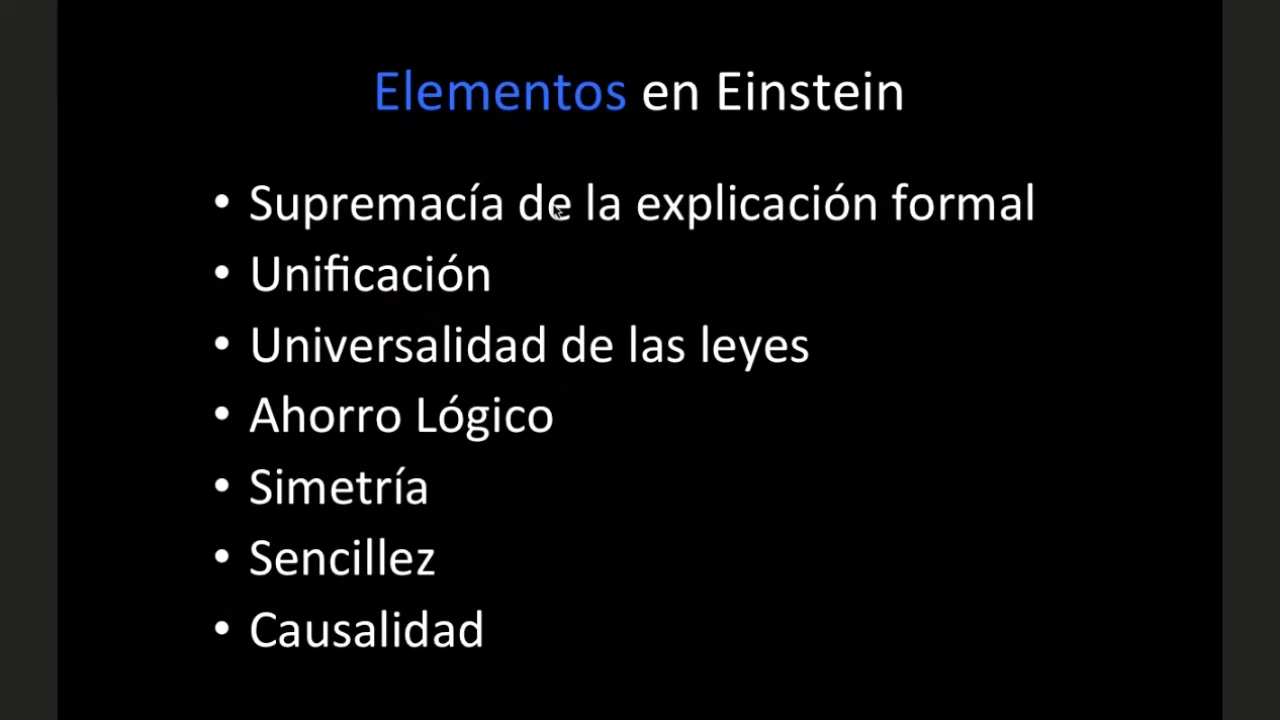 Elementos en Einstein
• Supremacía de la explicación formal
• Unificación
• Universalidad de las leyes
• Ahorro Lógico
• Simetría
• Sencillez
• Causalidad